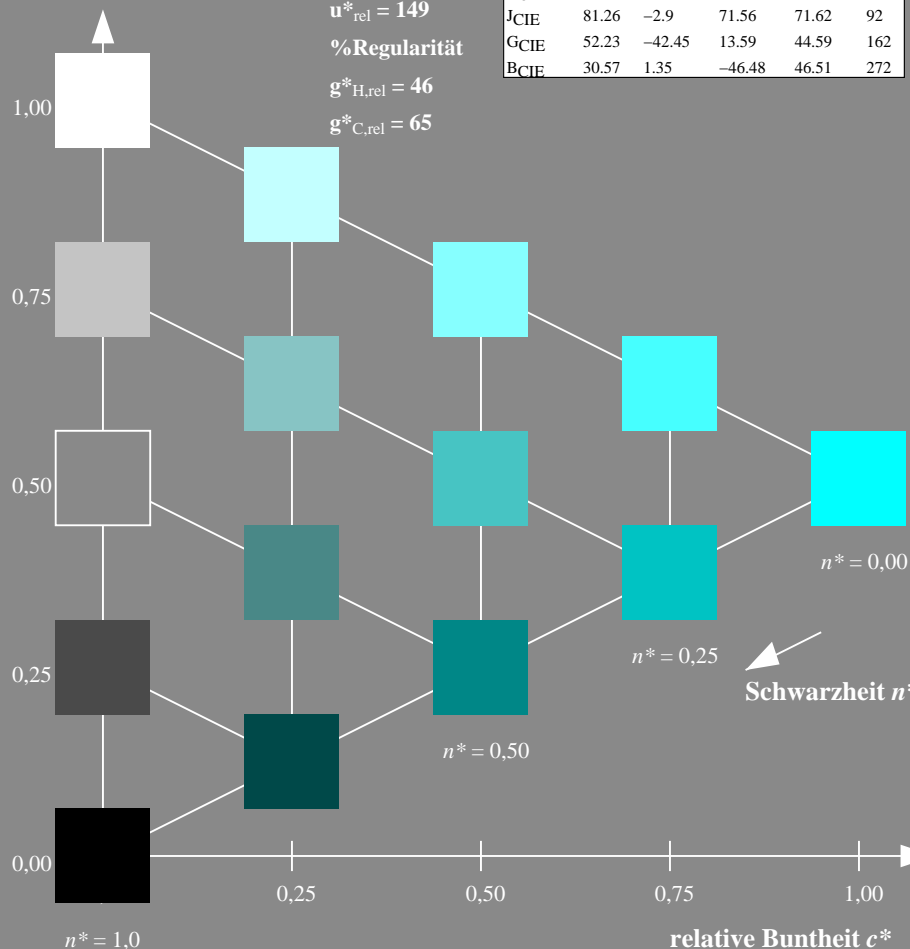 u*rel = 149
%Regularität
g*H,rel = 46
g*C,rel = 65
JCIE 81.26 −2.9 71.56 71.62 92
GCIE 52.23 −42.45 13.59 44.59 162
BCIE 30.57 1.35 −46.48 46.51 272
1,00
0,75
0,50
0,25
0,00
n* = 0,00
n* = 0,25
Schwarzheit n*
n* = 0,50
0,25 0,50 0,75 1,00
n* = 1,0
relative Buntheit c*